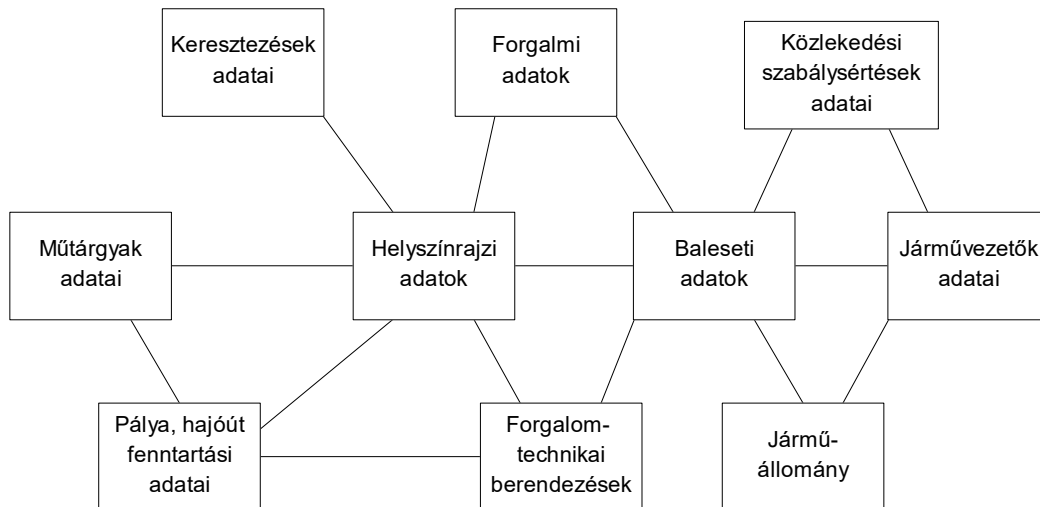 Keresztezések
adatai
Forgalmi
adatok
Közlekedési
szabálysértések
adatai
Műtárgyak
adatai
Helyszínrajzi
adatok
Baleseti
adatok
Járművezetők
adatai
Pálya, hajóút
fenntartási
adatai
Forgalom-
technikai
berendezések
Jármű-
állomány